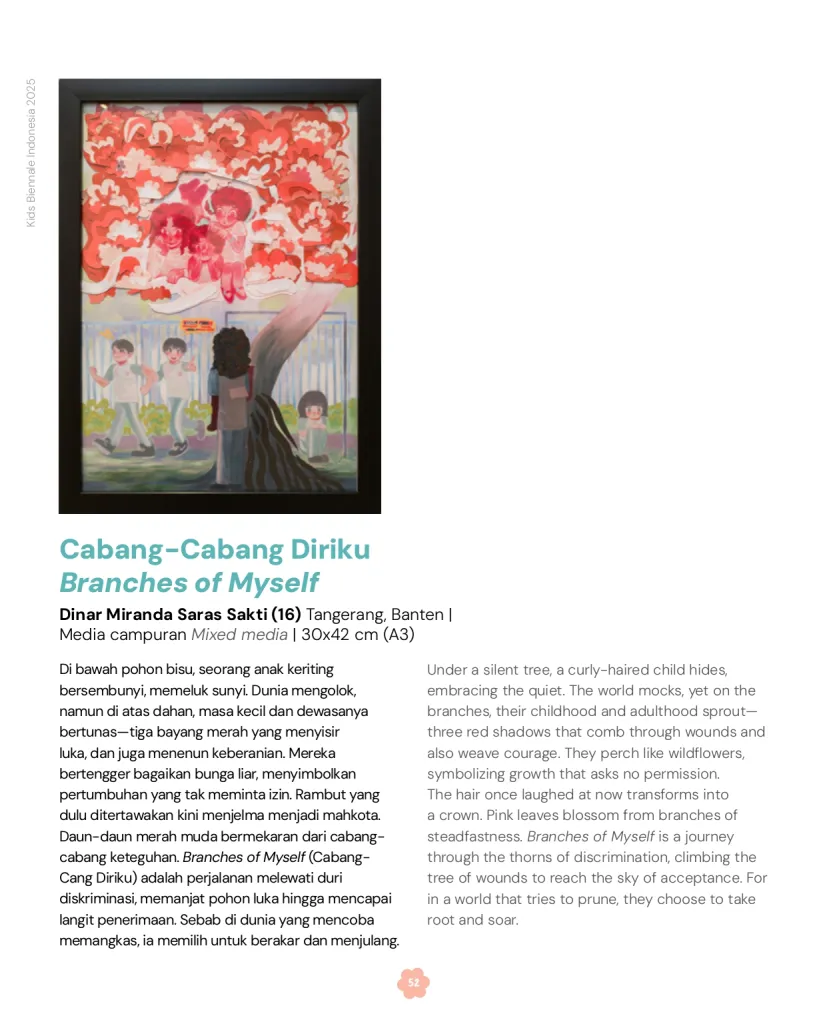 Kids Biennale Indonesia 2025
Cabang-Cabang Diriku
Branches of Myself
Dinar Miranda Saras Sakti (16) Tangerang, Banten |
Media campuran Mixed media | 30x42 cm (A3)
Di bawah pohon bisu, seorang anak keriting
bersembunyi, memeluk sunyi. Dunia mengolok,
namun di atas dahan, masa kecil dan dewasanya
bertunas—tiga bayang merah yang menyisir
luka, dan juga menenun keberanian. Mereka
bertengger bagaikan bunga liar, menyimbolkan
pertumbuhan yang tak meminta izin. Rambut yang
dulu ditertawakan kini menjelma menjadi mahkota.
Daun-daun merah muda bermekaran dari cabang-
cabang keteguhan. Branches of Myself (Cabang-
Cang Diriku) adalah perjalanan melewati duri
diskriminasi, memanjat pohon luka hingga mencapai
langit penerimaan. Sebab di dunia yang mencoba
memangkas, ia memilih untuk berakar dan menjulang.
Under a silent tree, a curly-haired child hides,
embracing the quiet. The world mocks, yet on the
branches, their childhood and adulthood sprout—
three red shadows that comb through wounds and
also weave courage. They perch like wildflowers,
symbolizing growth that asks no permission.
The hair once laughed at now transforms into
a crown. Pink leaves blossom from branches of
steadfastness. Branches of Myself is a journey
through the thorns of discrimination, climbing the
tree of wounds to reach the sky of acceptance. For
in a world that tries to prune, they choose to take
root and soar.
52